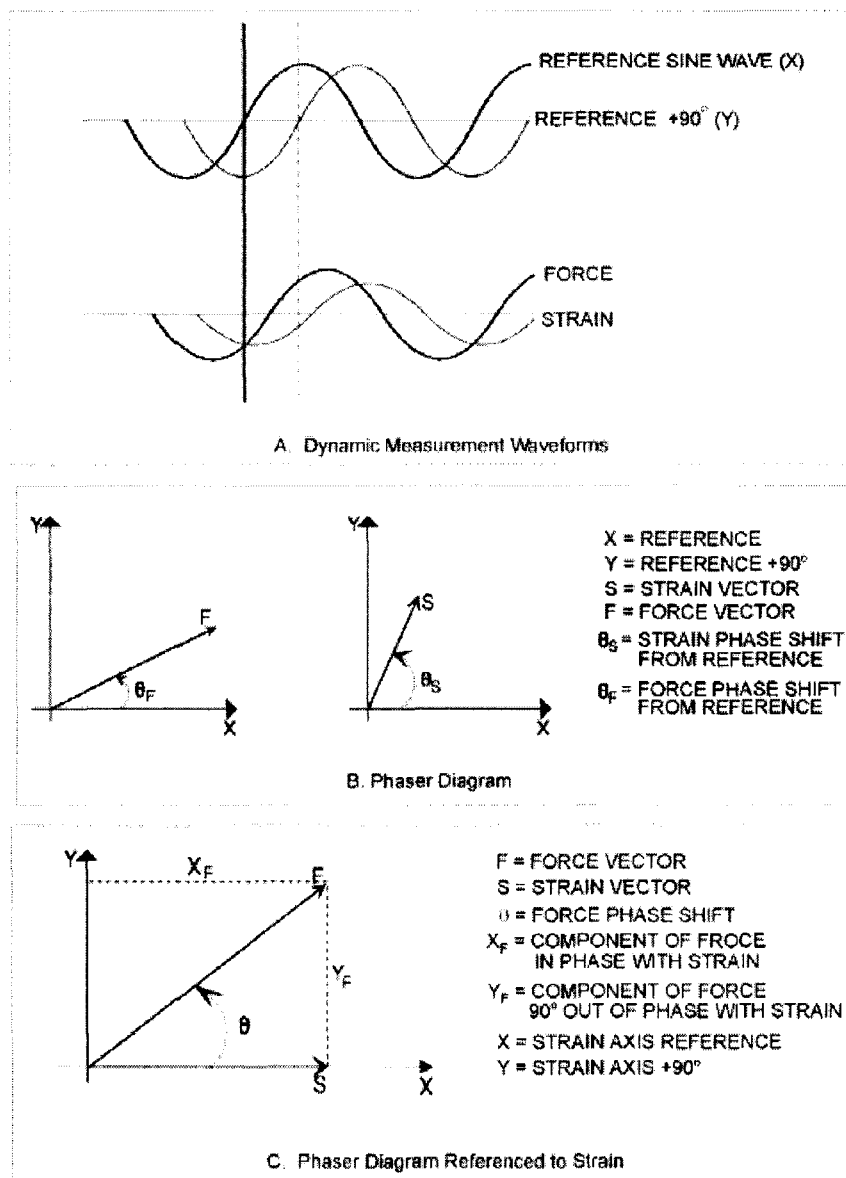 REFERENCE SINE WAVE (X)
REFERENCE +90° (Y)
FORCE
STRAIN
A. Dynamic Measurement Waveforms
Y
F
θF
X
Y
S
θS
X
X = REFERENCE
Y = REFERENCE +90°
S = STRAIN VECTOR
F = FORCE VECTOR
θS = STRAIN PHASE SHIFT
FROM REFERENCE
θF = FORCE PHASE SHIFT
FROM REFERENCE
B. Phaser Diagram
Y
XF
F
YF
θ
S
X
F = FORCE VECTOR
S = STRAIN VECTOR
θ = FORCE PHASE SHIFT
XF = COMPONENT OF FROCE
IN PHASE WITH STRAIN
YF = COMPONENT OF FORCE
90° OUT OF PHASE WITH STRAIN
X = STRAIN AXIS REFERENCE
Y = STRAIN AXIS +90°
C. Phaser Diagram Referenced to Strain